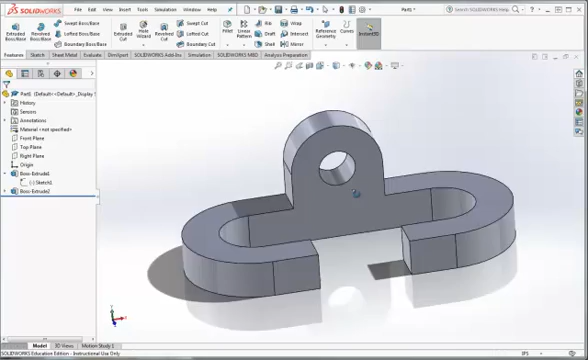 SOLIDWORKS File Edit View Insert Tools Simulation Window Help Part1 * Search SOLIDWORKS Help
Extruded Boss/Base Revolved Boss/Base Swept Boss/Base Extruded Cut Hole Wizard Revolved Cut Swept Cut Fillet Linear Pattern Rib Wrap Reference Geometry Curves Instant3D
Lofted Boss/Base Lofted Cut Draft Intersect
Boundary Boss/Base Boundary Cut Shell Mirror
Features Sketch Sheet Metal Evaluate DimXpert SOLIDWORKS Add-Ins Simulation SOLIDWORKS MBD Analysis Preparation
Part1 (Default<<Default>_Display S
History
Sensors
Annotations
Material <not specified>
Front Plane
Top Plane
Right Plane
Origin
Boss-Extrude1
(-) Sketch1
Boss-Extrude2
Model 3D Views Motion Study 1
SOLIDWORKS Education Edition - Instructional Use Only IPS